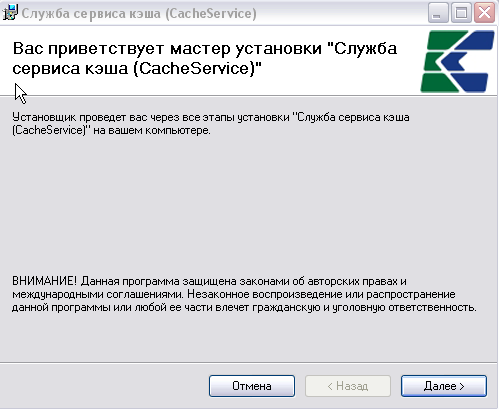 Служба сервиса кэша (CacheService)
Вас приветствует мастер установки "Служба
сервиса кэша (CacheService)"
Установщик проведет вас через все этапы установки "Служба сервиса кэша
(CacheService)" на вашем компьютере.
ВНИМАНИЕ! Данная программа защищена законами об авторских правах и
международными соглашениями. Незаконное воспроизведение или распространение
данной программы или любой ее части влечет гражданскую и уголовную ответственность.
Отмена
< Назад
Далее >